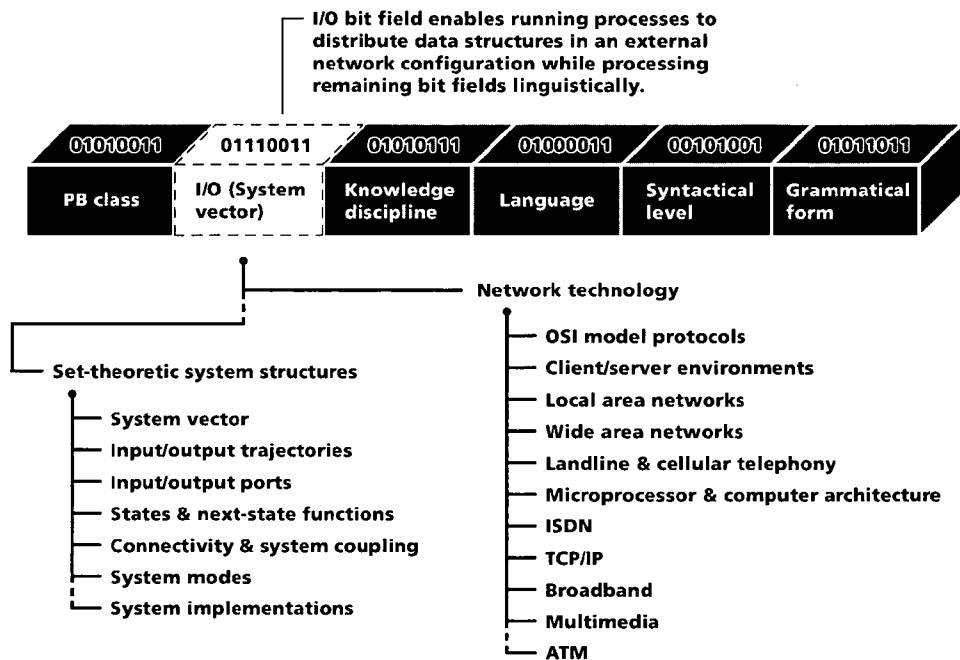 I/O bit field enables running processes to
distribute data structures in an external
network configuration while processing
remaining bit fields linguistically.
01010011
01110011
01010111
01000011
00101001
01011011
PB class
I/O (System
vector)
Knowledge
discipline
Language
Syntactical
level
Grammatical
form
Network technology
OSI model protocols
Client/server environments
Local area networks
Wide area networks
Landline & cellular telephony
Microprocessor & computer architecture
ISDN
TCP/IP
Broadband
Multimedia
ATM
Set-theoretic system structures
System vector
Input/output trajectories
Input/output ports
States & next-state functions
Connectivity & system coupling
System modes
System implementations